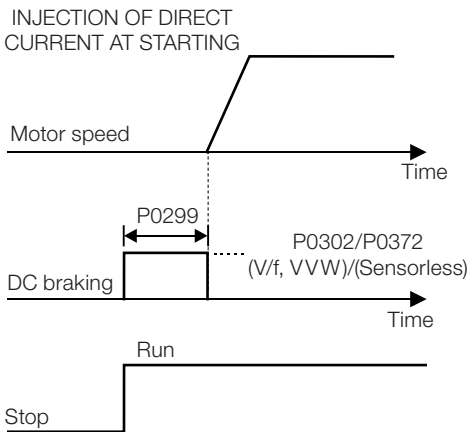 INJECTION OF DIRECT
CURRENT AT STARTING
Motor speed
Time
P0299
P0302/P0372
(V/f, VVW)/(Sensorless)
DC braking
Time
Run
Stop